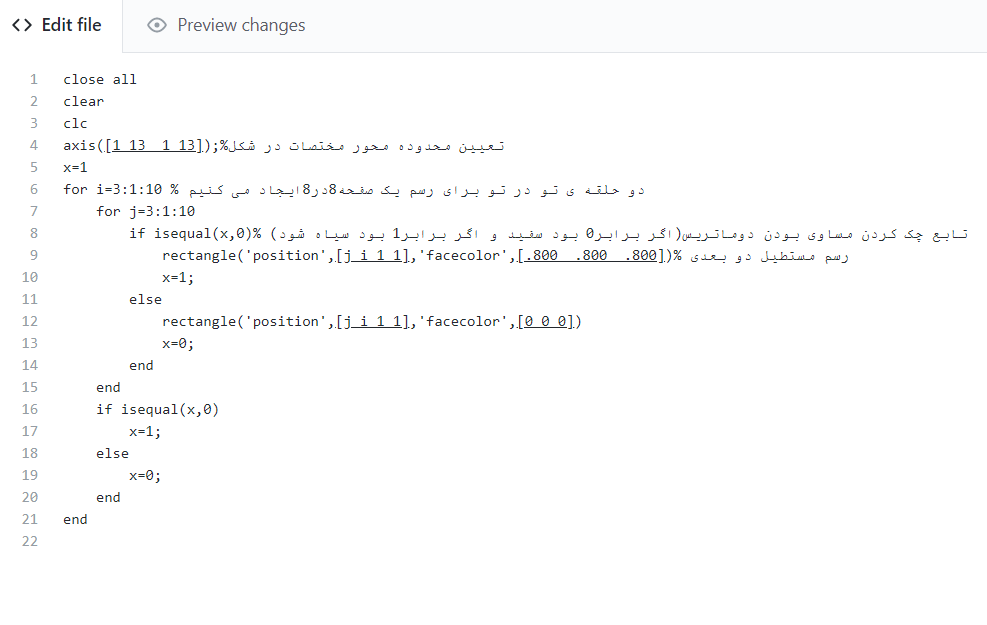 <> Edit file
Preview changes
1 close all
2 clear
3 clc
4 axis([1 13  1 13]);%تعیین محدوده محور مختصات در شکل
5 x=1
6 for i=3:1:10 % دو حلقه ی تو در تو برای رسم یک صفحه8در8ایجاد می کنیم
7     for j=3:1:10
8         if isequal(x,0)% تابع چک کردن مساوی بودن دوماتریس(اگر برابر0 بود سفید و اگر برابر1 بود سیاه شود)
9             rectangle('position',[j i 1 1],'facecolor',[.800  .800  .800])% رسم مستطیل دو بعدی
10             x=1;
11         else
12             rectangle('position',[j i 1 1],'facecolor',[0 0 0])
13             x=0;
14         end
15     end
16     if isequal(x,0)
17         x=1;
18     else
19         x=0;
20     end
21 end
22